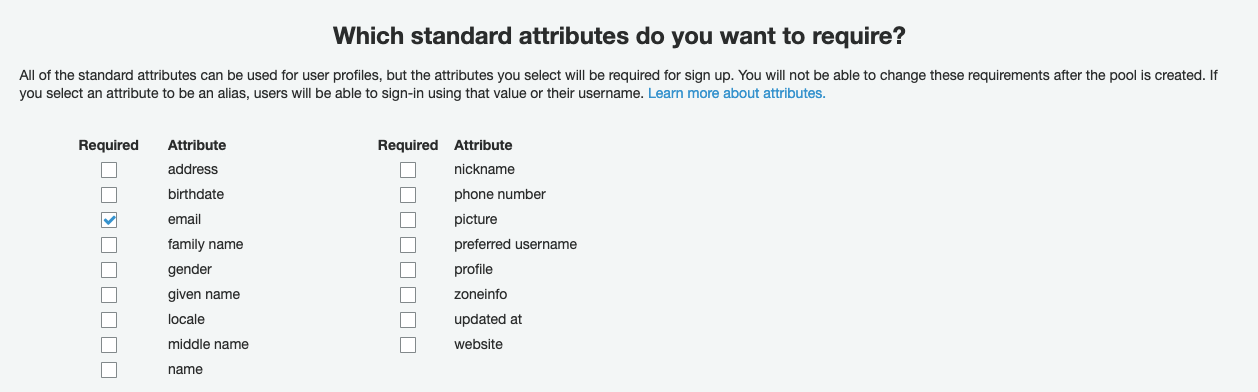 Which standard attributes do you want to require?
All of the standard attributes can be used for user profiles, but the attributes you select will be required for sign up. You will not be able to change these requirements after the pool is created. If
you select an attribute to be an alias, users will be able to sign-in using that value or their username. Learn more about attributes.
Required Attribute
address
birthdate
email
family name
gender
given name
locale
middle name
name
Required Attribute
nickname
phone number
picture
preferred username
profile
zoneinfo
updated at
website